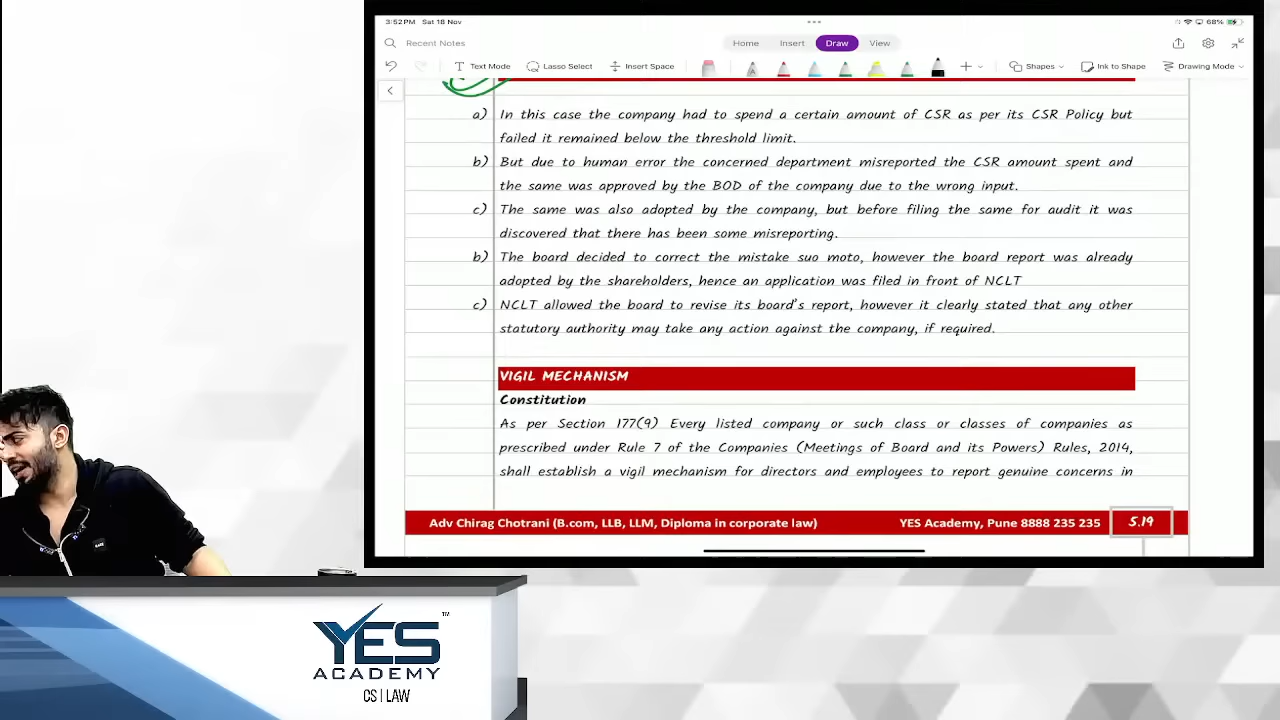 3:52 PM Sat 18 Nov
68%
Recent Notes
Home Insert Draw View
Text Mode Lasso Select Insert Space Shapes Ink to Shape Drawing Mode
a) In this case the company had to spend a certain amount of CSR as per its CSR Policy but
failed it remained below the threshold limit.
b) But due to human error the concerned department misreported the CSR amount spent and
the same was approved by the BOD of the company due to the wrong input.
c) The same was also adopted by the company, but before filing the same for audit it was
discovered that there has been some misreporting.
b) The board decided to correct the mistake suo moto, however the board report was already
adopted by the shareholders, hence an application was filed in front of NCLT
c) NCLT allowed the board to revise its board's report, however it clearly stated that any other
statutory authority may take any action against the company, if required.
VIGIL MECHANISM
Constitution
As per Section 177(9) Every listed company or such class or classes of companies as
prescribed under Rule 7 of the Companies (Meetings of Board and its Powers) Rules, 2014,
shall establish a vigil mechanism for directors and employees to report genuine concerns in
Adv Chirag Chotrani (B.com, LLB, LLM, Diploma in corporate law) YES Academy, Pune 8888 235 235 5.19
YES TM
ACADEMY
CS | LAW